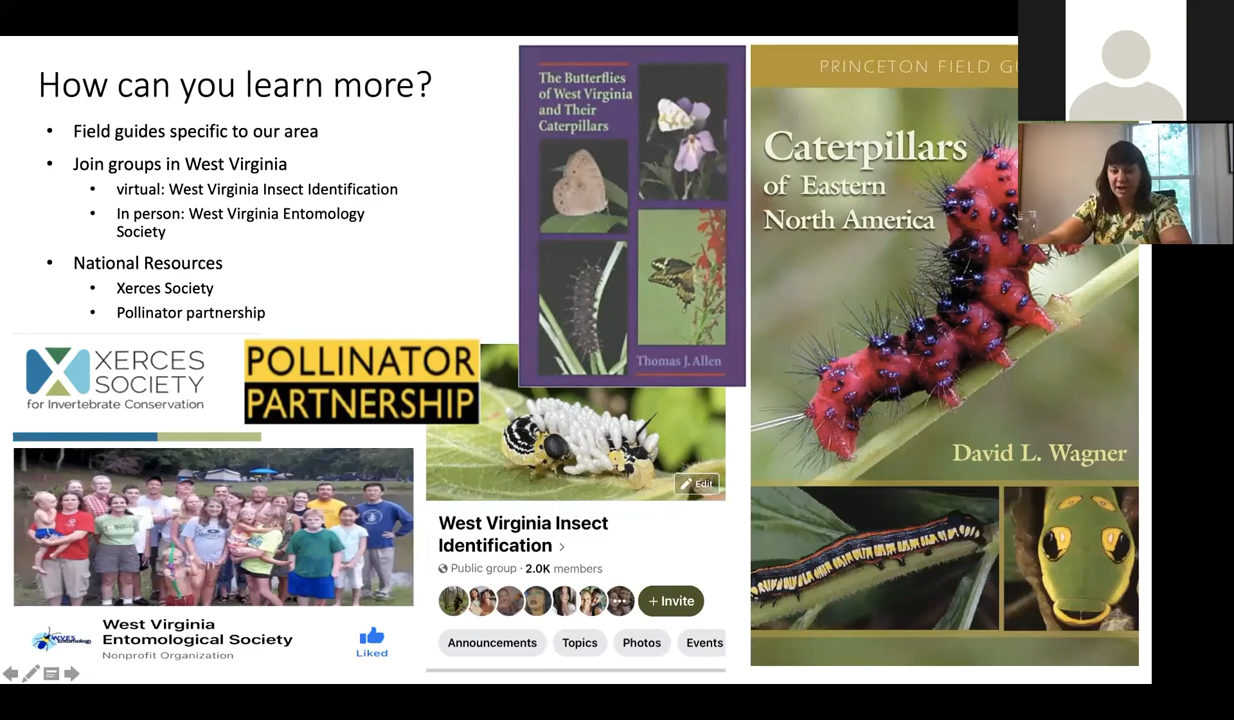 How can you learn more?
• Field guides specific to our area
• Join groups in West Virginia
• virtual: West Virginia Insect Identification
• In person: West Virginia Entomology
Society
• National Resources
• Xerces Society
• Pollinator partnership
XERCES
SOCIETY
for Invertebrate Conservation
POLLINATOR
PARTNERSHIP
West Virginia
Entomological Society
Nonprofit Organization
Liked
The Butterflies
of West Virginia
and Their
Caterpillars
Thomas J. Allen
Edit
West Virginia Insect
Identification >
Public group · 2.0K members
+ Invite
Announcements
Topics
Photos
Events
PRINCETON FIELD
Caterpillars
of Eastern
North America
David L. Wagner